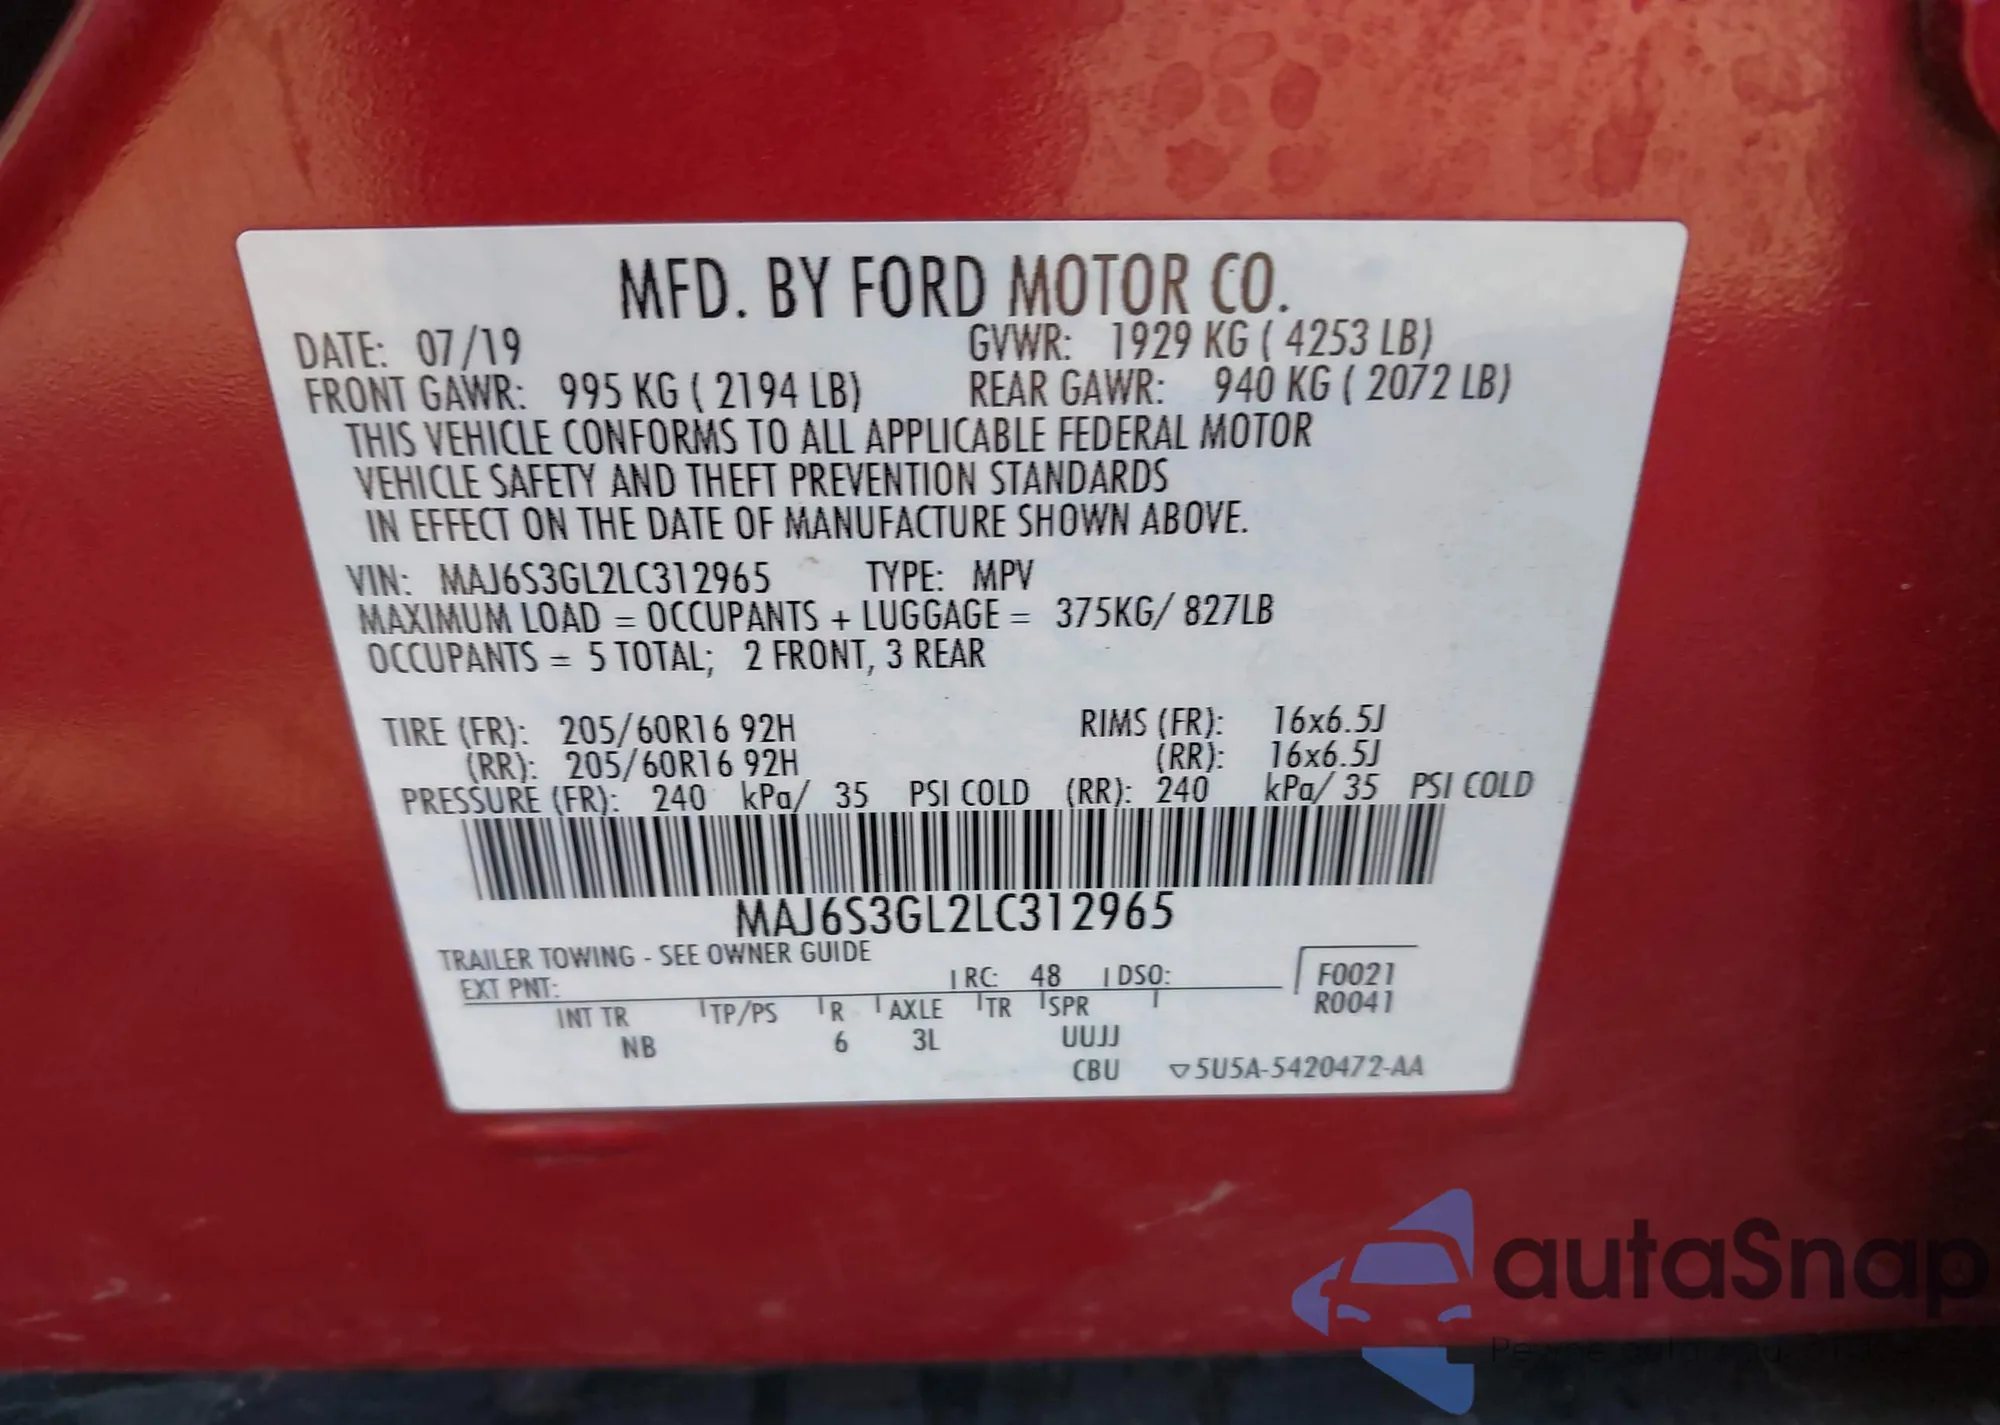 MFD. BY FORD MOTOR CO.
DATE: 07/19 GVWR: 1929 KG ( 4253 LB)
FRONT GAWR: 995 KG ( 2194 LB) REAR GAWR: 940 KG ( 2072 LB)
THIS VEHICLE CONFORMS TO ALL APPLICABLE FEDERAL MOTOR
VEHICLE SAFETY AND THEFT PREVENTION STANDARDS
IN EFFECT ON THE DATE OF MANUFACTURE SHOWN ABOVE.
VIN: MAJ6S3GL2LC312965 TYPE: MPV
MAXIMUM LOAD = OCCUPANTS + LUGGAGE = 375KG/ 827LB
OCCUPANTS = 5 TOTAL; 2 FRONT, 3 REAR
TIRE (FR): 205/60R16 92H RIMS (FR): 16x6.5J
(RR): 205/60R16 92H (RR): 16x6.5J
PRESSURE (FR): 240 kPa/ 35 PSI COLD (RR): 240 kPa/ 35 PSI COLD
MAJ6S3GL2LC312965
TRAILER TOWING - SEE OWNER GUIDE
EXT PNT: RC: 48 DSO: F0021
R0041
INT TR TP/PS R AXLE TR SPR
NB 6 3L UUJJ
CBU ▽5U5A-5420472-AA
autaSnap